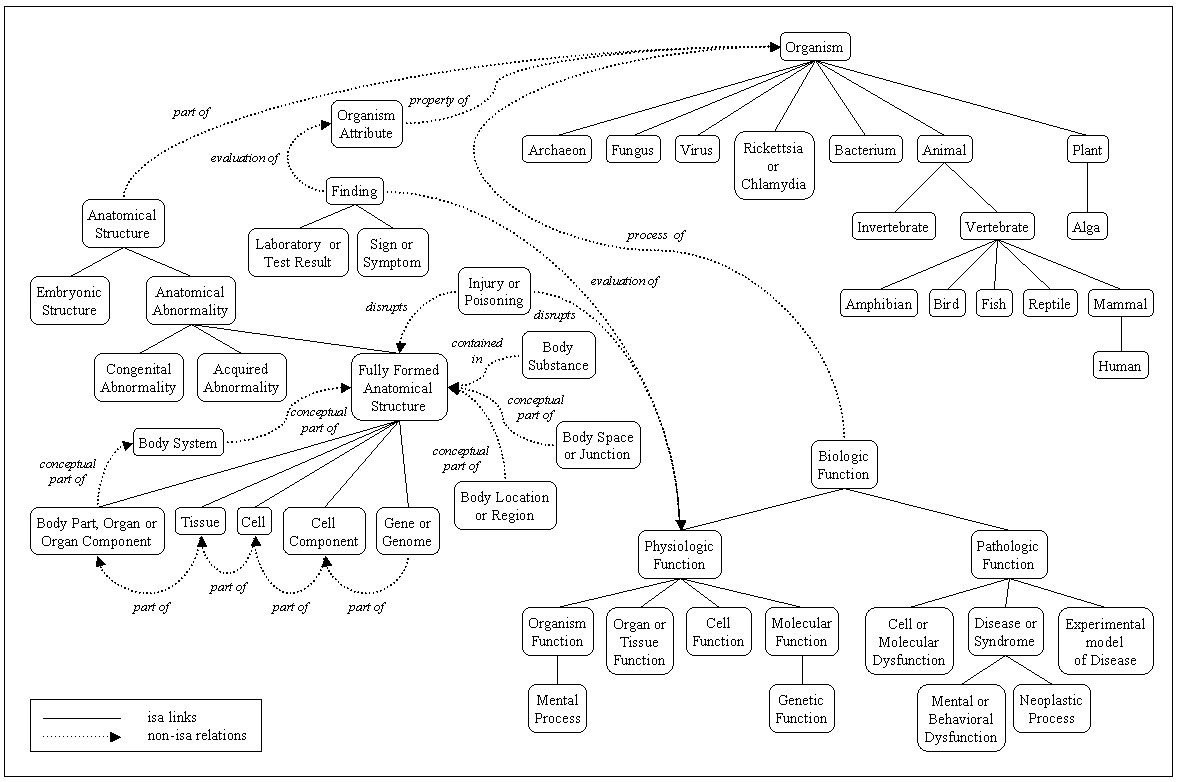 Organism
part of
property of
Organism
Attribute
evaluation of
Archaeon
Fungus
Virus
Rickettsia
or
Chlamydia
Bacterium
Animal
Plant
Finding
Anatomical
Structure
Laboratory or
Test Result
Sign or
Symptom
process of
Invertebrate
Vertebrate
Alga
Embryonic
Structure
Anatomical
Abnormality
Injury or
Poisoning
evaluation of
disrupts
disrupts
Amphibian
Bird
Fish
Reptile
Mammal
Human
Congenital
Abnormality
Acquired
Abnormality
Fully Formed
Anatomical
Structure
contained
in
Body
Substance
conceptual
part of
conceptual
part of
Body System
Body Space
or Junction
conceptual
part of
conceptual
part of
Body Location
or Region
Biologic
Function
Body Part, Organ or
Organ Component
Tissue
Cell
Cell
Component
Gene or
Genome
part of
part of
part of
part of
Physiologic
Function
Pathologic
Function
Organism
Function
Organ or
Tissue
Function
Cell
Function
Molecular
Function
Cell or
Molecular
Dysfunction
Disease or
Syndrome
Experimental
model
of Disease
Mental
Process
Genetic
Function
Mental or
Behavioral
Dysfunction
Neoplastic
Process
isa links
non-isa relations